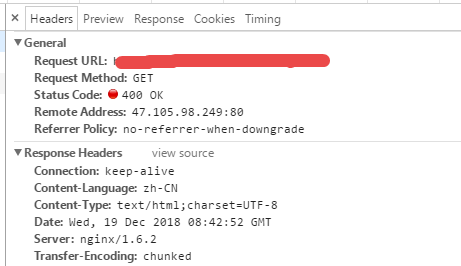 × Headers Preview Response Cookies Timing
▼ General
Request URL:
Request Method: GET
Status Code: 400 OK
Remote Address: 47.105.98.249:80
Referrer Policy: no-referrer-when-downgrade
▼ Response Headers view source
Connection: keep-alive
Content-Language: zh-CN
Content-Type: text/html;charset=UTF-8
Date: Wed, 19 Dec 2018 08:42:52 GMT
Server: nginx/1.6.2
Transfer-Encoding: chunked